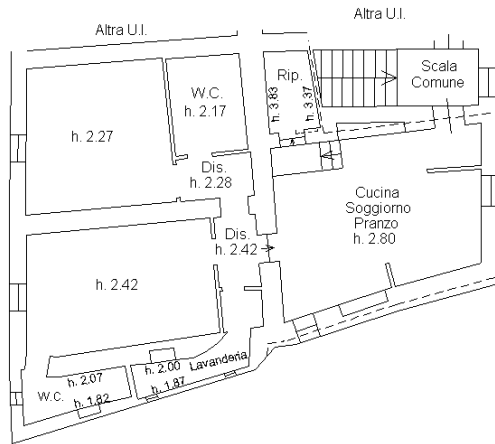 Altra U.I.
Altra U.I.
W.C.
h. 2.17
Rip.
h. 3.83
h. 3.37
Scala
Comune
h. 2.27
Dis.
h. 2.28
Cucina
Soggiorno
Pranzo
h. 2.80
Dis.
h. 2.42
h. 2.42
h. 2.00
Lavanderia
h. 1.87
h. 2.07
W.C.
h. 1.82